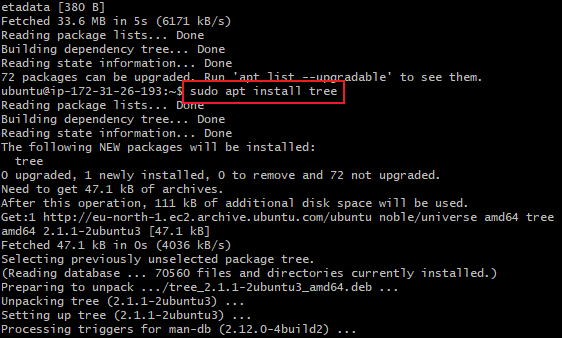 etadata [380 B]
Fetched 33.6 MB in 5s (6171 kB/s)
Reading package lists... Done
Building dependency tree... Done
Reading state information... Done
72 packages can be upgraded. Run 'apt list --upgradable' to see them.
ubuntu@ip-172-31-26-193:~$ sudo apt install tree
Reading package lists... Done
Building dependency tree... Done
Reading state information... Done
The following NEW packages will be installed:
  tree
0 upgraded, 1 newly installed, 0 to remove and 72 not upgraded.
Need to get 47.1 kB of archives.
After this operation, 111 kB of additional disk space will be used.
Get:1 http://eu-north-1.ec2.archive.ubuntu.com/ubuntu noble/universe amd64 tree
amd64 2.1.1-2ubuntu3 [47.1 kB]
Fetched 47.1 kB in 0s (4036 kB/s)
Selecting previously unselected package tree.
(Reading database ... 70560 files and directories currently installed.)
Preparing to unpack .../tree_2.1.1-2ubuntu3_amd64.deb ...
Unpacking tree (2.1.1-2ubuntu3) ...
Setting up tree (2.1.1-2ubuntu3) ...
Processing triggers for man-db (2.12.0-4build2) ...